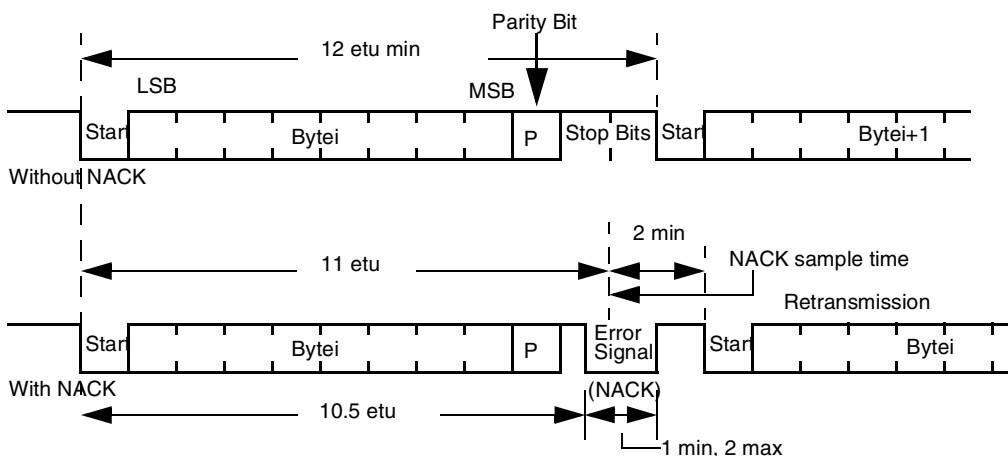 Parity Bit
12 etu min
LSB
MSB
Start
Bytei
P
Stop Bits
Start
Bytei+1
Without NACK
2 min
11 etu
NACK sample time
Retransmission
Start
Bytei
P
Error
Signal
Start
Bytei
With NACK
(NACK)
10.5 etu
1 min, 2 max